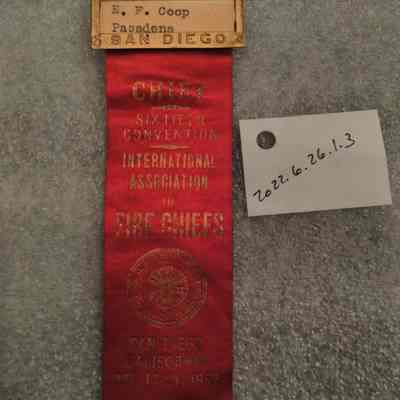 E. F. Coop
Pasadena
SAN DIEGO
CHIEF
SIXTIETH
CONVENTION
INTERNATIONAL
ASSOCIATION
FIRE CHIEFS
SAN DIEGO
CALIFORNIA
2022.6.26.1.3